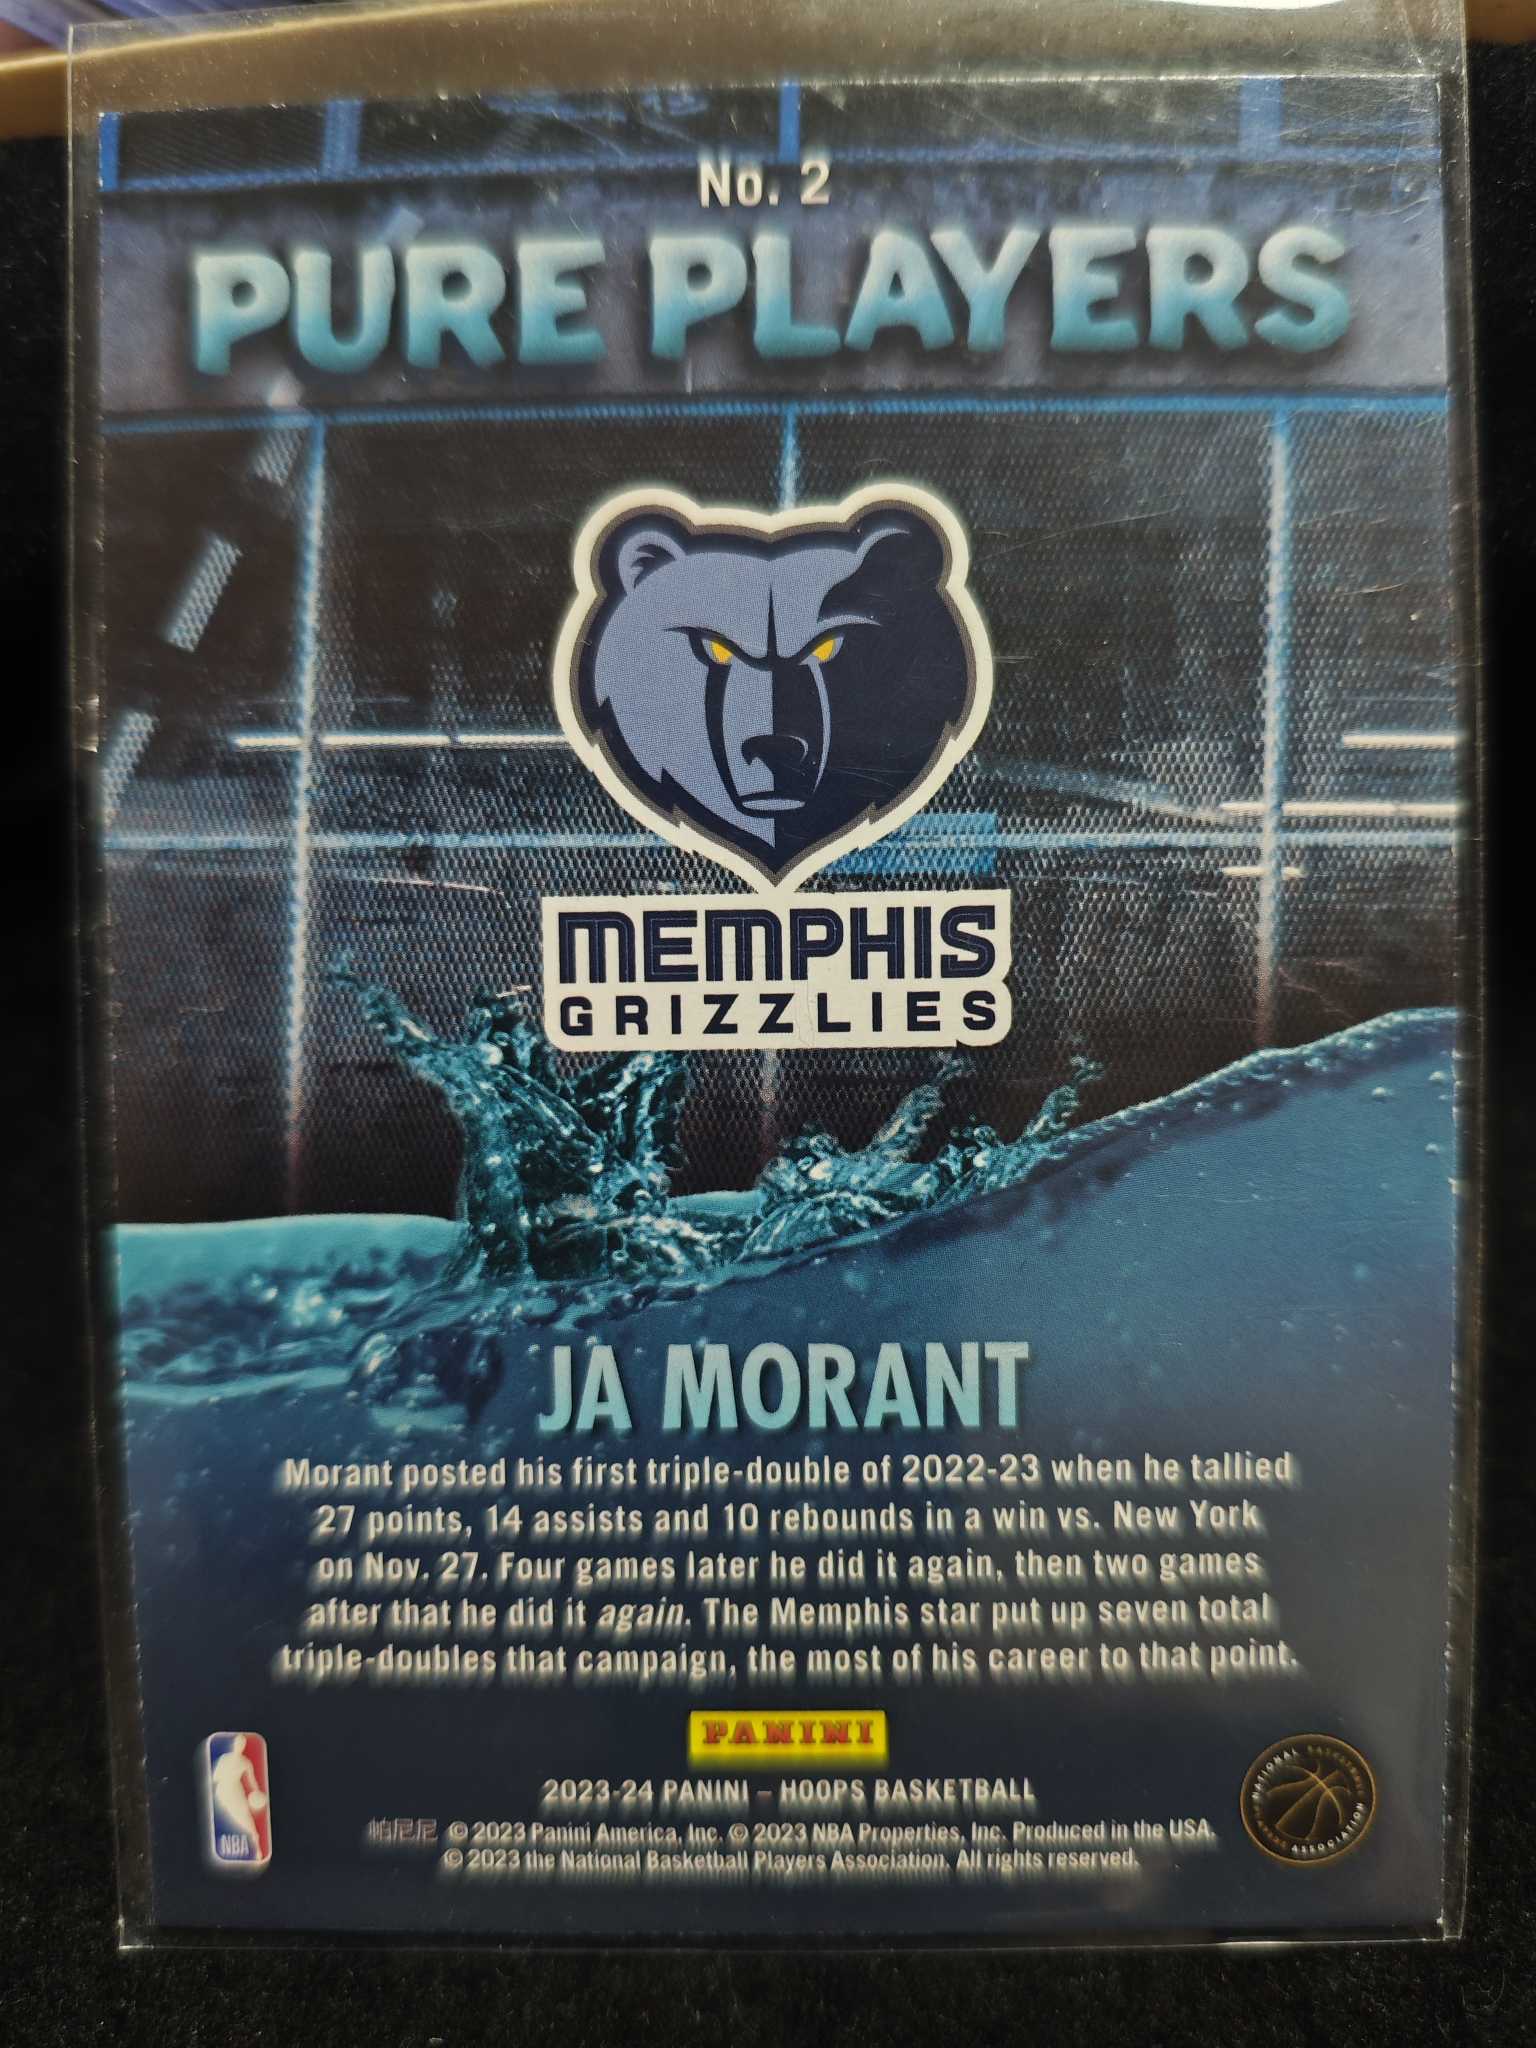 No. 2
PURE PLAYERS
MEMPHIS
GRIZZLIES
JA MORANT
Morant posted his first triple-double of 2022-23 when he tallied
27 points, 14 assists and 10 rebounds in a win vs. New York
on Nov. 27. Four games later he did it again, then two games
after that he did it again. The Memphis star put up seven total
triple-doubles that campaign, the most of his career to that point.
PANINI
2023-24 PANINI – HOOPS BASKETBALL
帕尼尼 © 2023 Panini America, Inc. © 2023 NBA Properties, Inc. Produced in the USA.
© 2023 the National Basketball Players Association. All rights reserved.
NBA
NATIONAL BASKETBALL PLAYERS ASSOCIATION